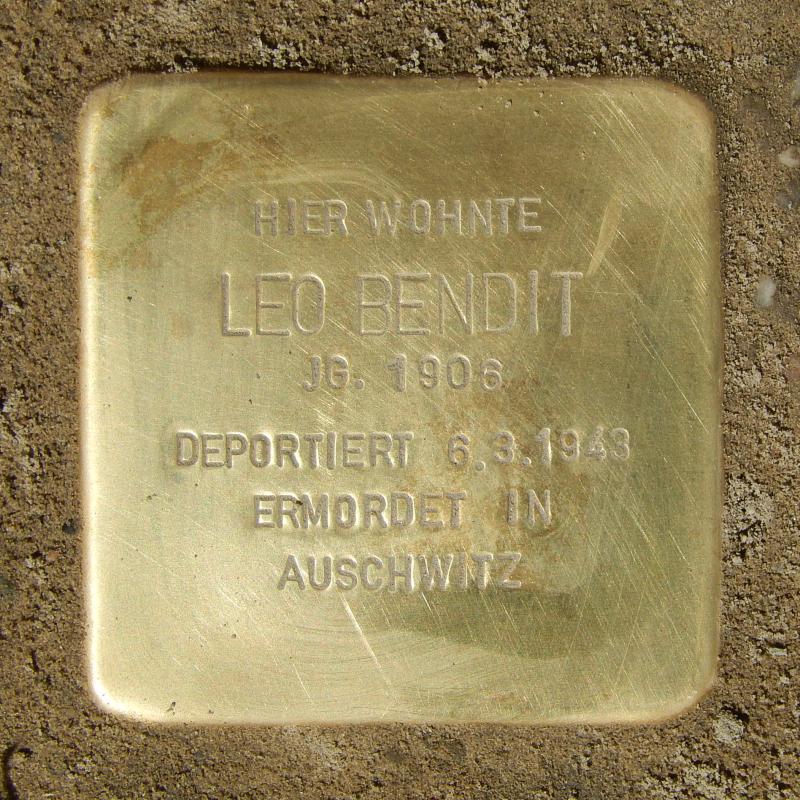 HIER WOHNTE
LEO BENDIT
JG. 1906
DEPORTIERT 6.3.1943
ERMORDET IN
AUSCHWITZ